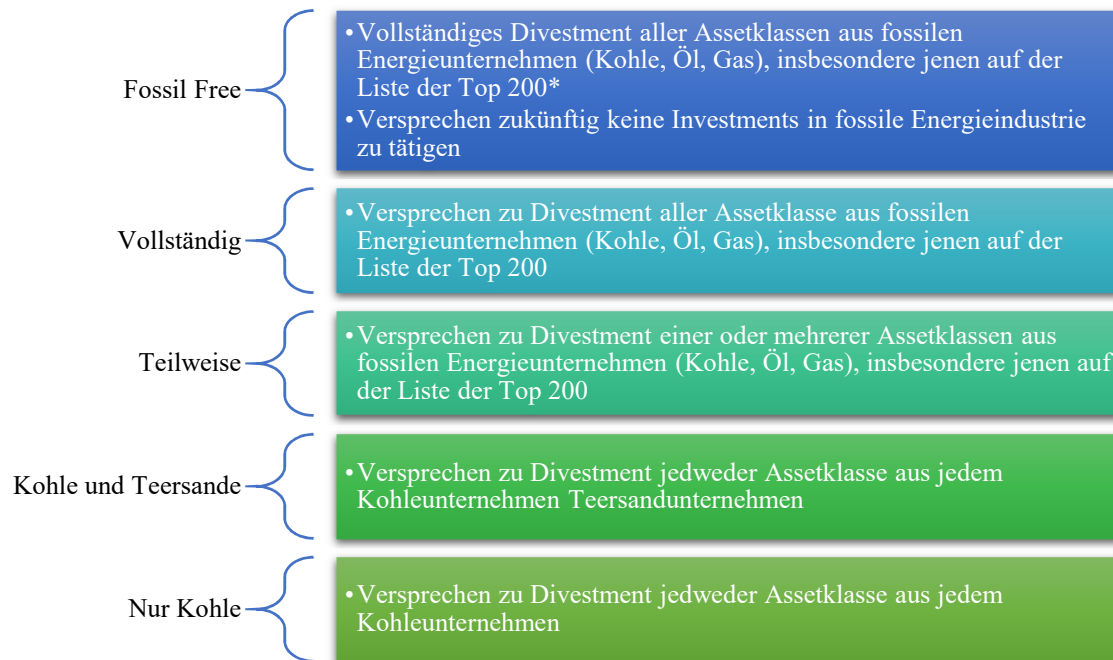 Fossil Free
•Vollständiges Divestment aller Assetklassen aus fossilen
Energieunternehmen (Kohle, Öl, Gas), insbesondere jenen auf der
Liste der Top 200*
•Versprechen zukünftig keine Investments in fossile Energieindustrie
zu tätigen
Vollständig
•Versprechen zu Divestment aller Assetklasse aus fossilen
Energieunternehmen (Kohle, Öl, Gas), insbesondere jenen auf der
Liste der Top 200
Teilweise
•Versprechen zu Divestment einer oder mehrerer Assetklassen aus
fossilen Energieunternehmen (Kohle, Öl, Gas), insbesondere jenen auf
der Liste der Top 200
Kohle und Teersande
•Versprechen zu Divestment jedweder Assetklasse aus jedem
Kohleunternehmen Teersandunternehmen
Nur Kohle
•Versprechen zu Divestment jedweder Assetklasse aus jedem
Kohleunternehmen